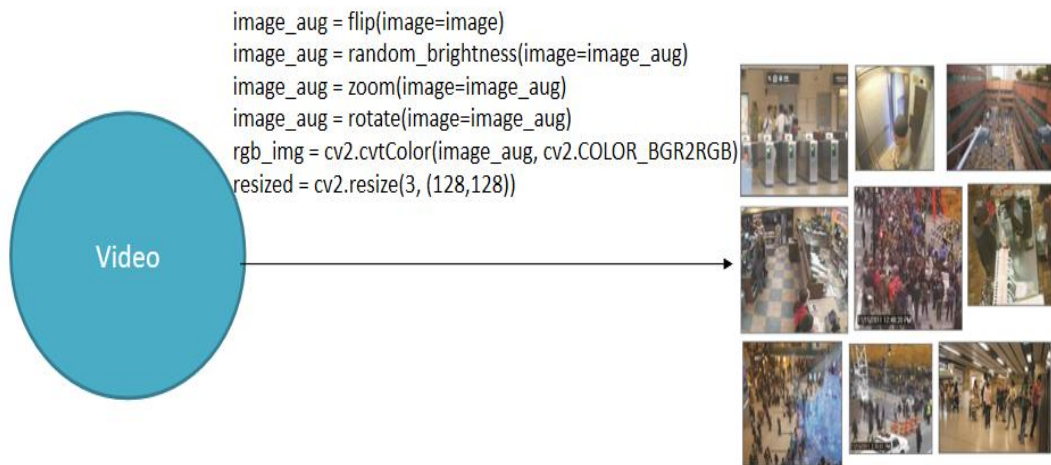 image_aug = flip(image=image)
image_aug = random_brightness(image=image_aug)
image_aug = zoom(image=image_aug)
image_aug = rotate(image=image_aug)
rgb_img = cv2.cvtColor(image_aug, cv2.COLOR_BGR2RGB)
resized = cv2.resize(3, (128,128))
Video